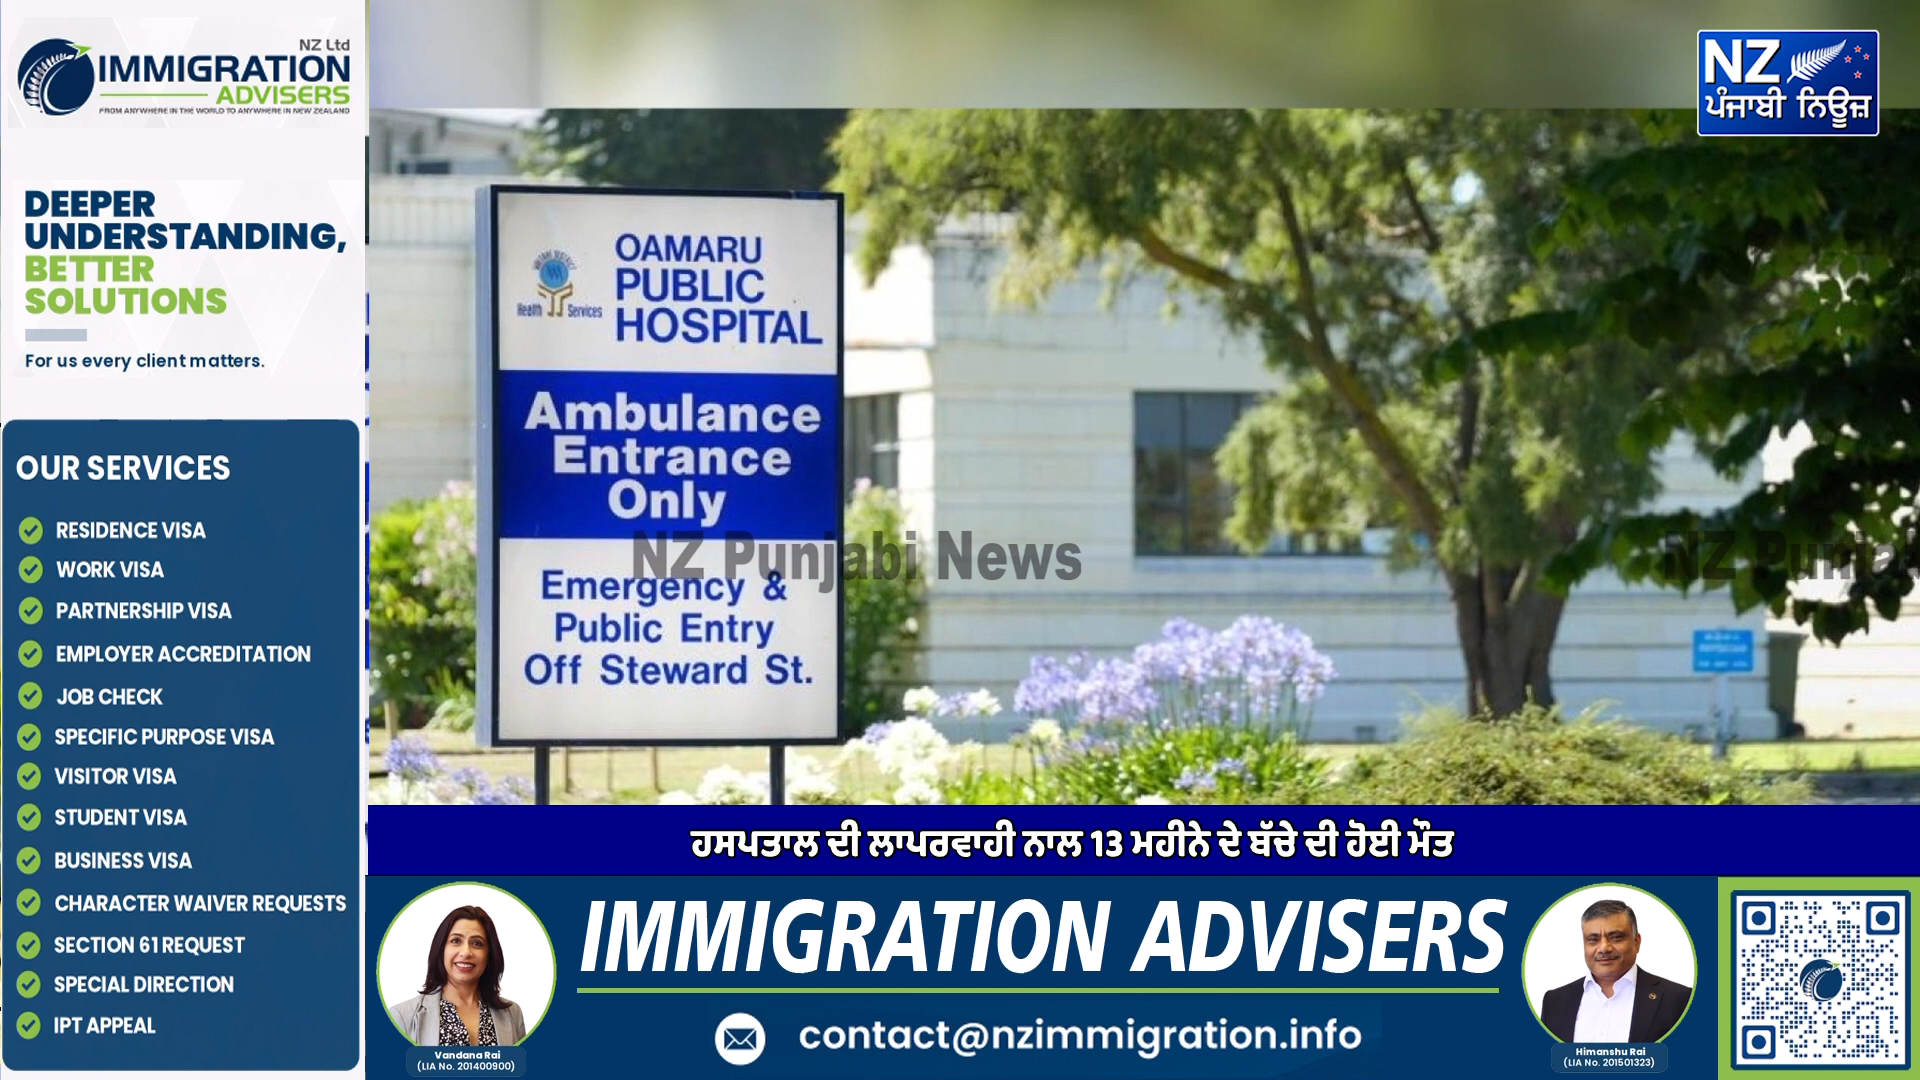 NZ Ltd
IMMIGRATION
ADVISERS
FROM ANYWHERE IN THE WORLD TO ANYWHERE IN NEW ZEALAND
DEEPER
UNDERSTANDING,
BETTER
SOLUTIONS
For us every client matters.
OUR SERVICES
RESIDENCE VISA
WORK VISA
PARTNERSHIP VISA
EMPLOYER ACCREDITATION
JOB CHECK
SPECIFIC PURPOSE VISA
VISITOR VISA
STUDENT VISA
BUSINESS VISA
CHARACTER WAIVER REQUESTS
SECTION 61 REQUEST
SPECIAL DIRECTION
IPT APPEAL
NZ
ਪੰਜਾਬੀ ਨਿਊਜ਼
OAMARU
PUBLIC
HOSPITAL
Health Services
Ambulance
Entrance
Only
Emergency &
Public Entry
Off Steward St.
NZ Punjabi News
NZ Punjabi
ਹਸਪਤਾਲ ਦੀ ਲਾਪਰਵਾਹੀ ਨਾਲ 13 ਮਹੀਨੇ ਦੇ ਬੱਚੇ ਦੀ ਹੋਈ ਮੌਤ
IMMIGRATION ADVISERS
contact@nzimmigration.info
Vandana Rai
(LIA No. 201400900)
Himanshu Rai
(LIA No. 201501323)